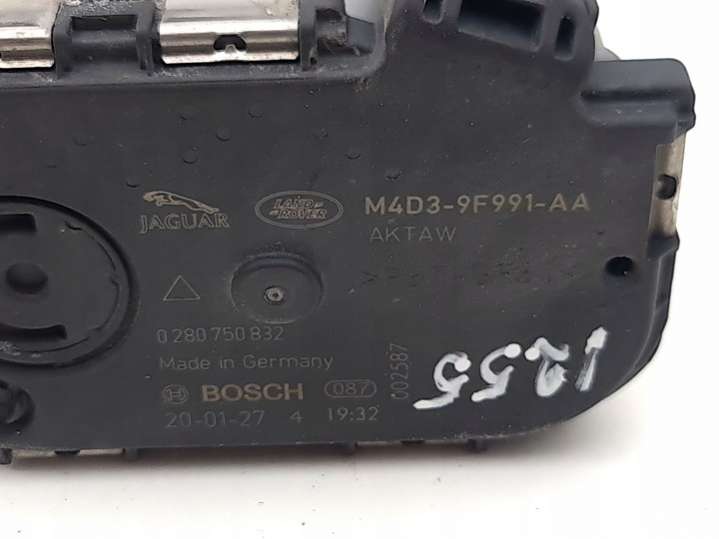 JAGUAR
LAND ROVER
M4D3-9F991-AA
AKTAW
0 280 750 832
Made in Germany
BOSCH
087
002587
20-01-27 4 19:32
1255